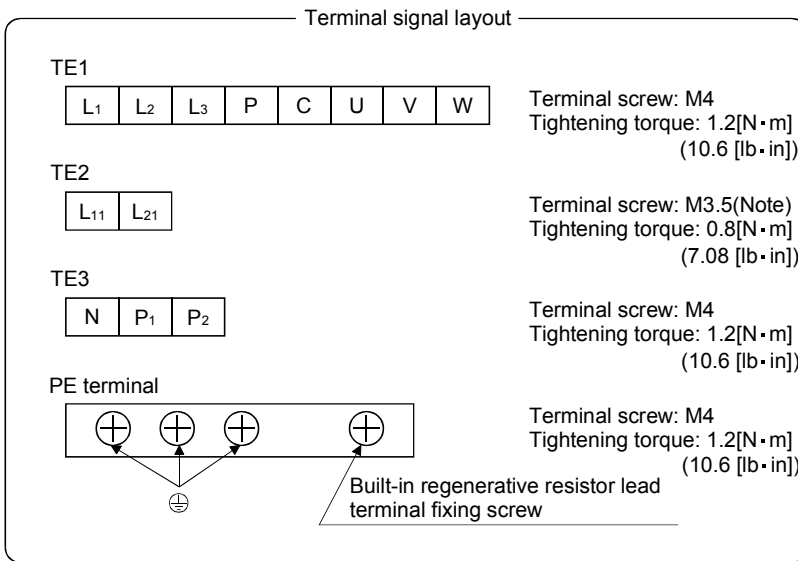 Terminal signal layout
TE1
L1 L2 L3 P C U V W
Terminal screw: M4
Tightening torque: 1.2[N▪m]
(10.6 [lb▪in])
TE2
L11 L21
Terminal screw: M3.5(Note)
Tightening torque: 0.8[N▪m]
(7.08 [lb▪in])
TE3
N P1 P2
Terminal screw: M4
Tightening torque: 1.2[N▪m]
(10.6 [lb▪in])
PE terminal
Terminal screw: M4
Tightening torque: 1.2[N▪m]
(10.6 [lb▪in])
Built-in regenerative resistor lead
terminal fixing screw